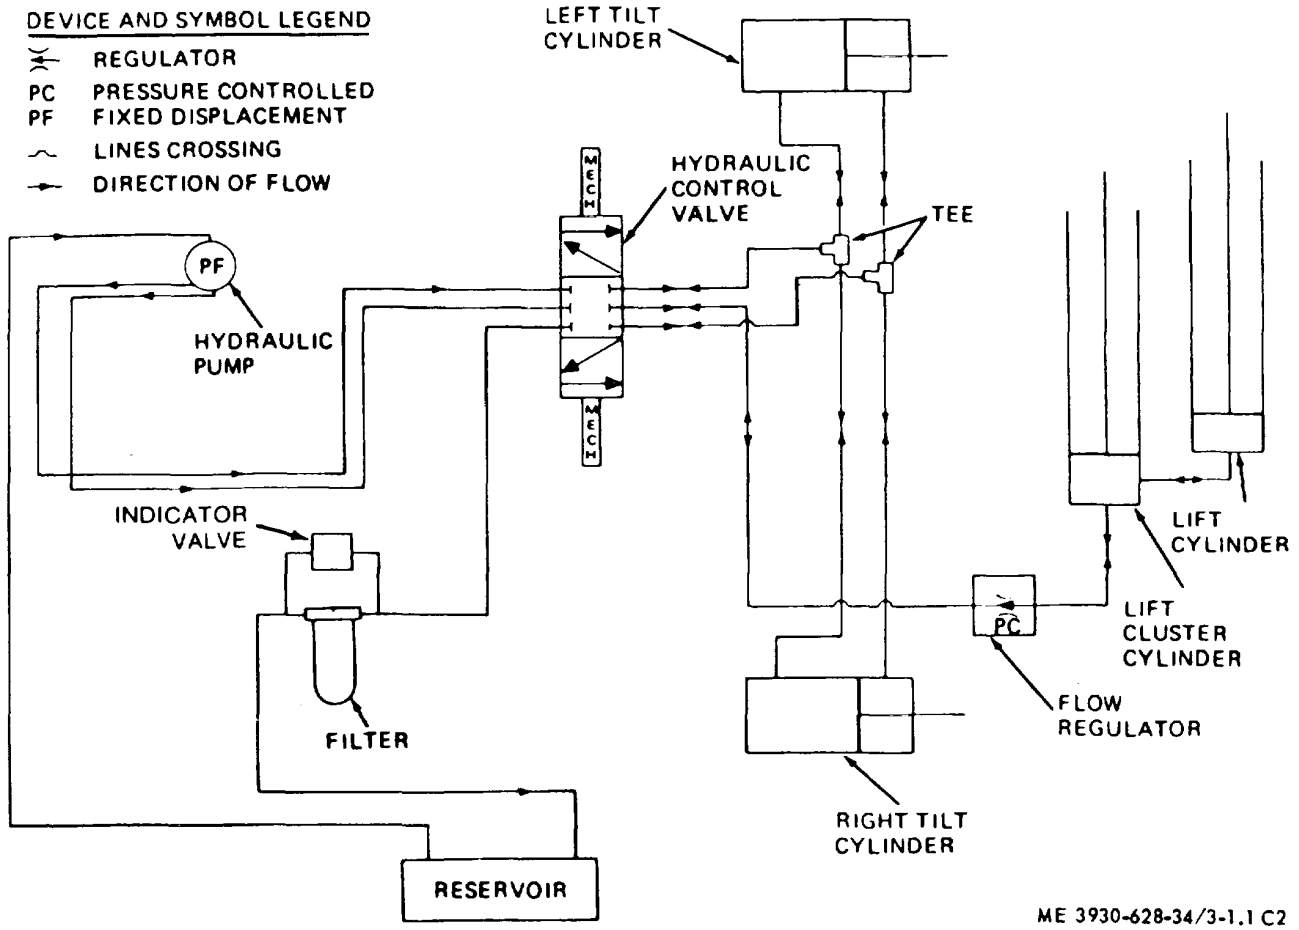 DEVICE AND SYMBOL LEGEND
REGULATOR
PC PRESSURE CONTROLLED
PF FIXED DISPLACEMENT
LINES CROSSING
DIRECTION OF FLOW
LEFT TILT
CYLINDER
MECH
HYDRAULIC
CONTROL
VALVE
TEE
PF
HYDRAULIC
PUMP
MECH
INDICATOR
VALVE
LIFT
CYLINDER
LIFT
CLUSTER
CYLINDER
PC
FLOW
REGULATOR
FILTER
RIGHT TILT
CYLINDER
RESERVOIR
ME 3930-628-34/3-1.1 C2